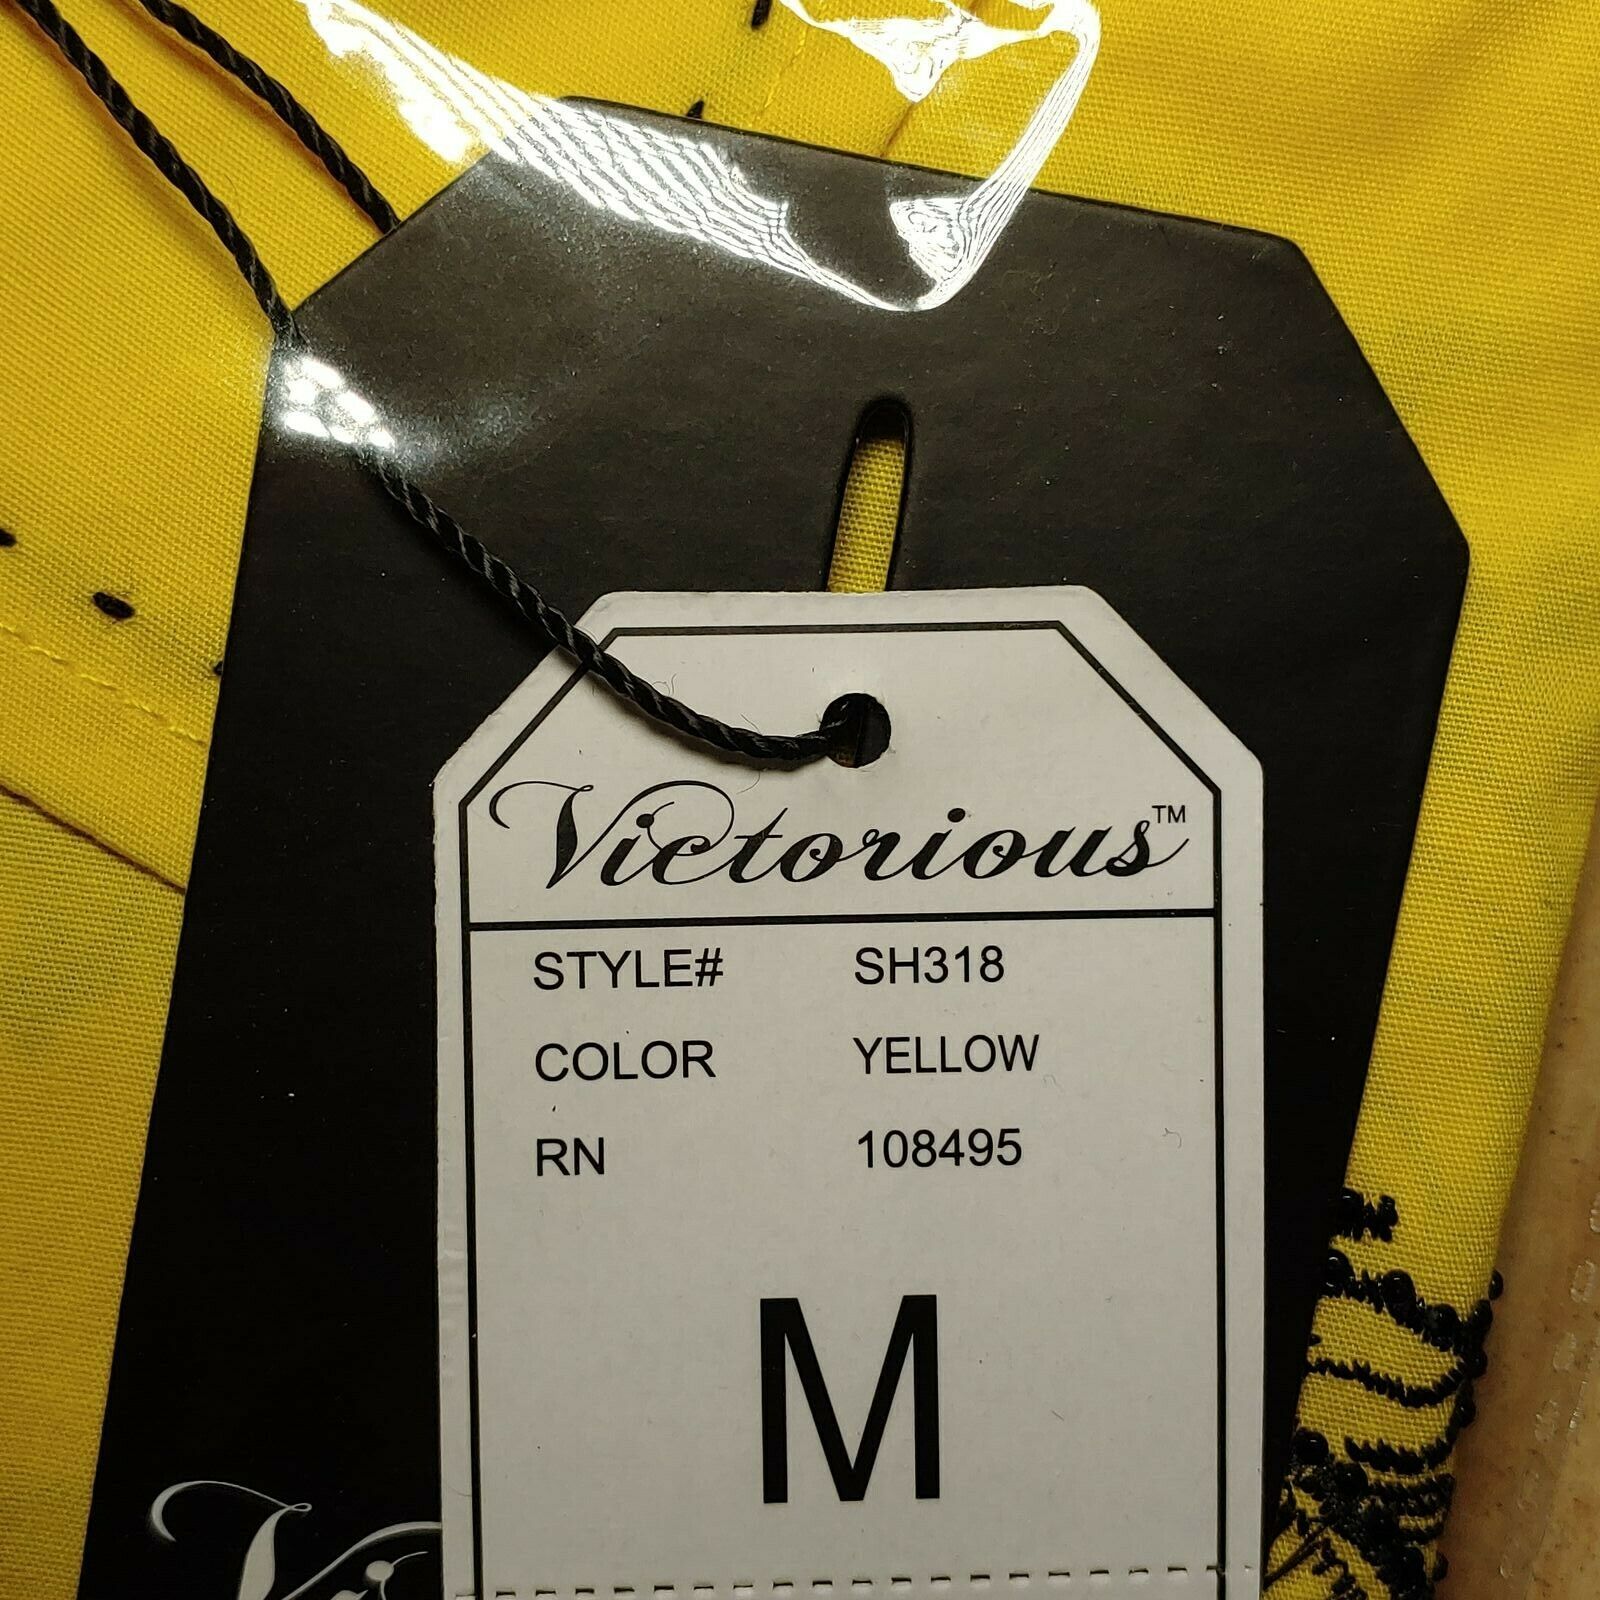 Victorious™
STYLE# SH318
COLOR YELLOW
RN 108495
M